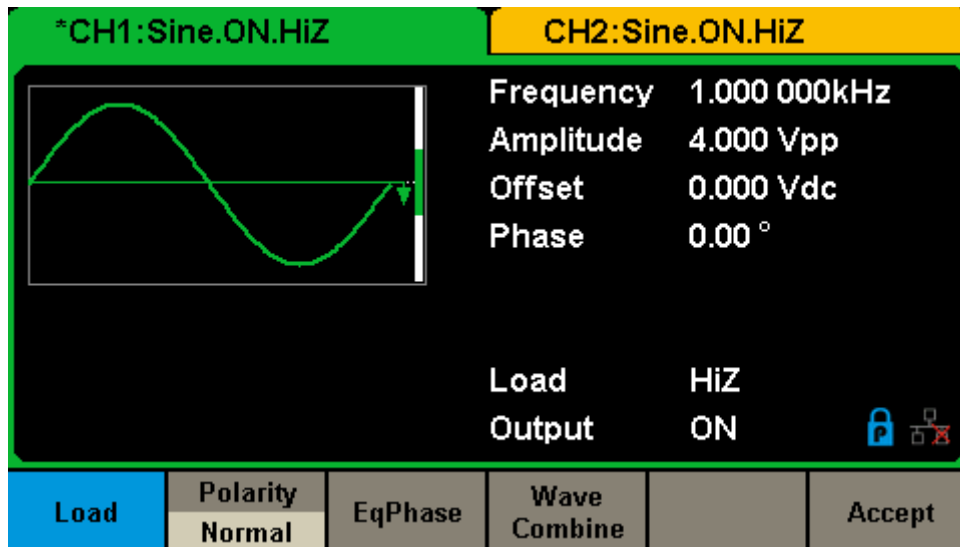 *CH1:Sine.ON.HiZ
CH2:Sine.ON.HiZ
Frequency 1.000 000kHz
Amplitude 4.000 Vpp
Offset 0.000 Vdc
Phase 0.00 °
Load HiZ
Output ON
P
Load
Polarity
Normal
EqPhase
Wave
Combine
Accept